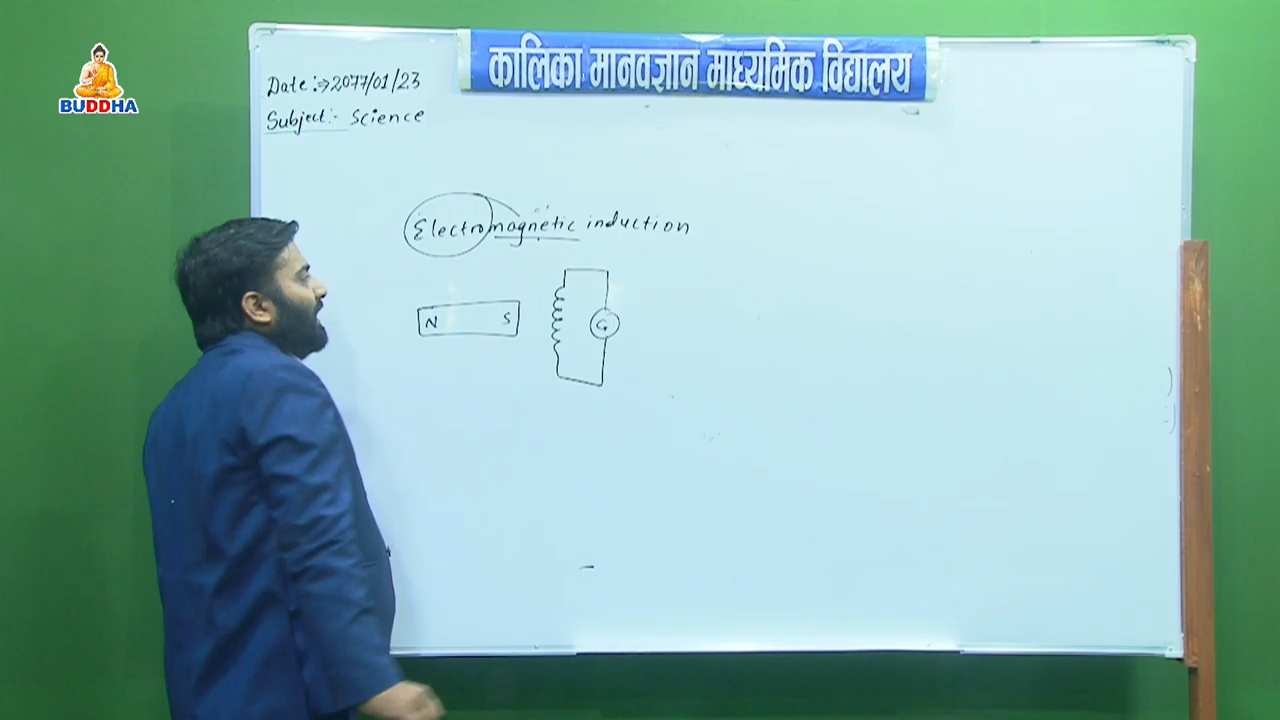 BUDDHA
कालिका मानवज्ञान माध्यमिक विद्यालय
Date:⇒2077/01/23
Subject:- Science
Electromagnetic induction
N S
G